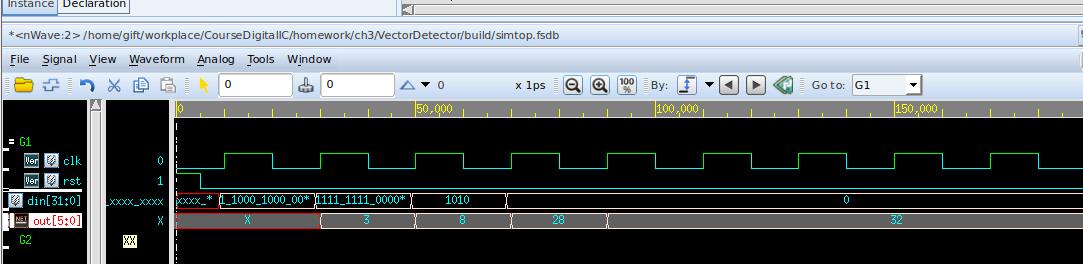 Instance Declaration
*<nWave:2> /home/gift/workplace/CourseDigitalIC/homework/ch3/VectorDetector/build/simtop.fsdb
File Signal View Waveform Analog Tools Window
0 0 0 x 1ps 100% By: Go to: G1
0 50,000 100,000 150,000
G1
clk 0
rst 1
din[31:0] _xxxx_xxxx xxxx_* 1_1000_1000_00* 1111_1111_0000* 1010 0
out[5:0] X X 3 8 28 32
G2 XX